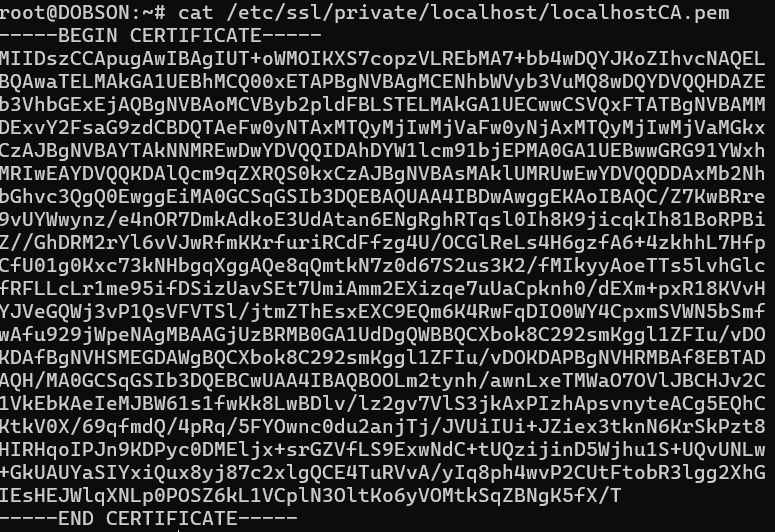 root@DOBSON:~# cat /etc/ssl/private/localhost/localhostCA.pem
-----BEGIN CERTIFICATE-----
MIIDszCCApugAwIBAgIUT+oWMOIKXS7copzVLREbMA7+bb4wDQYJKoZIhvcNAQEL
BQAwaTELMAkGA1UEBhMCQ00xETAPBgNVBAgMCENhbWVyb3VuMQ8wDQYDVQQHDAZE
b3VhbGExEjAQBgNVBAoMCVByb2pldFBLSTELMAkGA1UECwwCSVQxFTATBgNVBAMM
DExvY2FsaG9zdCBDQTAeFw0yNTAxMTQyMjIwMjVaFw0yNjAxMTQyMjIwMjVaMGkx
CzAJBgNVBAYTAkNNMREwDwYDVQQIDAhDYW1lcm91bjEPMA0GA1UEBwwGRG91YWxh
MRIwEAYDVQQKDAlQcm9qZXRQS0kxCzAJBgNVBAsMAklUMRUwEwYDVQQDDAxMb2Nh
bGhvc3QgQ0EwggEiMA0GCSqGSIb3DQEBAQUAA4IBDwAwggEKAoIBAQC/Z7KwBRre
9vUYWwynz/e4nOR7DmkAdkoE3UdAtan6ENgRghRTqsl0Ih8K9jicqkIh81BoRPBi
Z//GhDRM2rYl6vVJwRfmKKrfuriRCdFfzg4U/OCGlReLs4H6gzfA6+4zkhhL7Hfp
CfU01g0Kxc73kNHbgqXggAQe8qQmtkN7z0d67S2us3K2/fMIkyyAoeTTs5lvhGlc
fRFLLcLr1me95ifDSizUavSEt7UmiAmm2EXizqe7uUaCpknh0/dEXm+pxR18KVvH
YJVeGQWj3vP1QsVFVTSl/jtmZThEsxEXC9EQm6K4RwFqDIO0WY4CpxmSVWN5bSmf
wAfu929jWpeNAgMBAAGjUzBRMB0GA1UdDgQWBBQCXbok8C292smKggl1ZFIu/vDO
KDAfBgNVHSMEGDAWgBQCXbok8C292smKggl1ZFIu/vDOKDAPBgNVHRMBAf8EBTAD
AQH/MA0GCSqGSIb3DQEBCwUAA4IBAQBOOLm2tynh/awnLxeTMWaO7OVlJBCHJv2C
1VkEbKAeIeMJBW61s1fwKk8LwBDlv/lz2gv7VlS3jkAxPIzhApsvnyteACg5EQhC
KtkV0X/69qfmdQ/4pRq/5FYOwnc0du2anjTj/JVUiIUi+JZiex3tknN6KrSkPzt8
HIRHqoIPJn9KDPyc0DMEljx+srGZVfLS9ExwNdC+tUQzijinD5Wjhu1S+UQvUNLw
+GkUAUYaSIYxiQux8yj87c2xlgQCE4TuRVvA/yIq8ph4wvP2CUtFtobR3lgg2XhG
IEsHEJWlqXNLp0POSZ6kL1VCplN3OltKo6yVOMtkSqZBNgK5fX/T
-----END CERTIFICATE-----